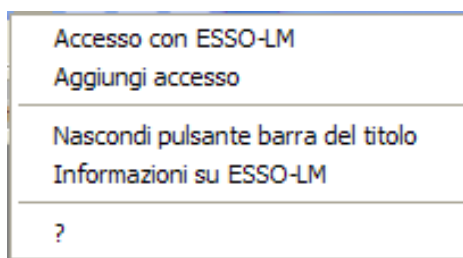 Accesso con ESSO-LM
Aggiungi accesso
Nascondi pulsante barra del titolo
Informazioni su ESSO-LM
?